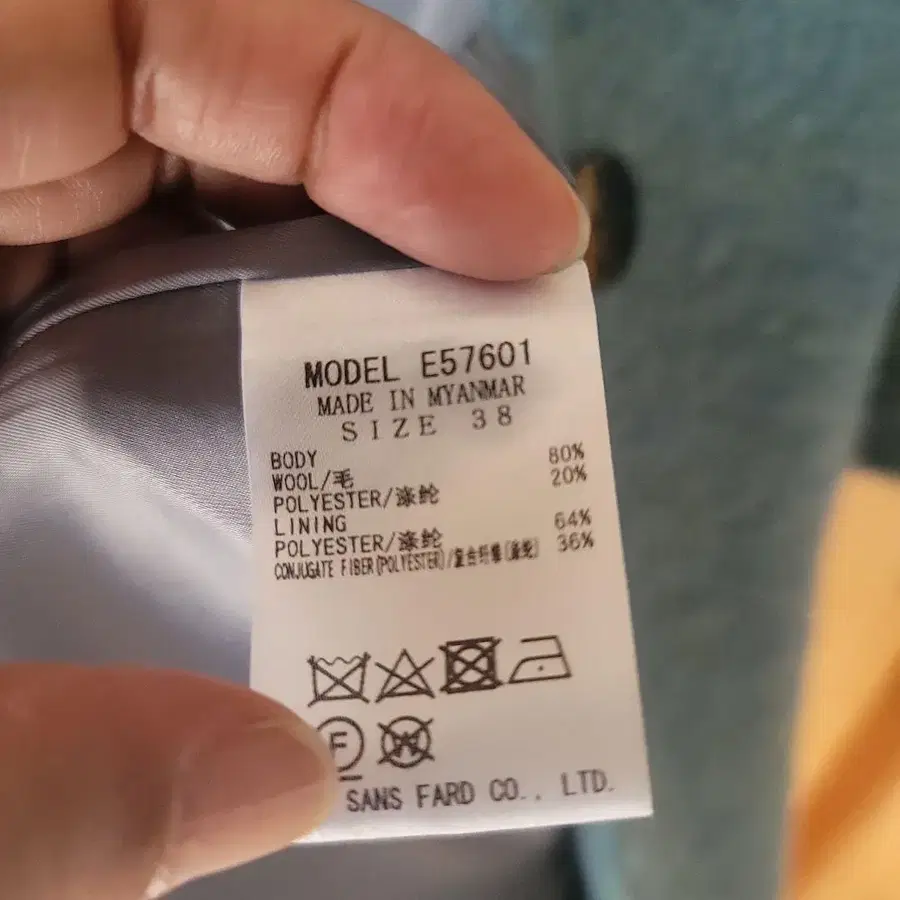 MODEL E57601
MADE IN MYANMAR
SIZE 38
BODY
WOOL/毛 80%
POLYESTER/涤纶 20%
LINING
POLYESTER/涤纶 64%
CONJUGATE FIBER(POLYESTER)/复合纤维(涤纶) 36%
F W
SANS FARD CO., LTD.